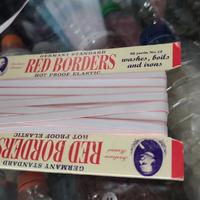 GERMANY STANDARD
RED BORDERS
HOT PROOF ELASTIC
washes, boils
and irons
HOT PROOF ELASTIC
RED BORDERS
GERMANY STANDARD